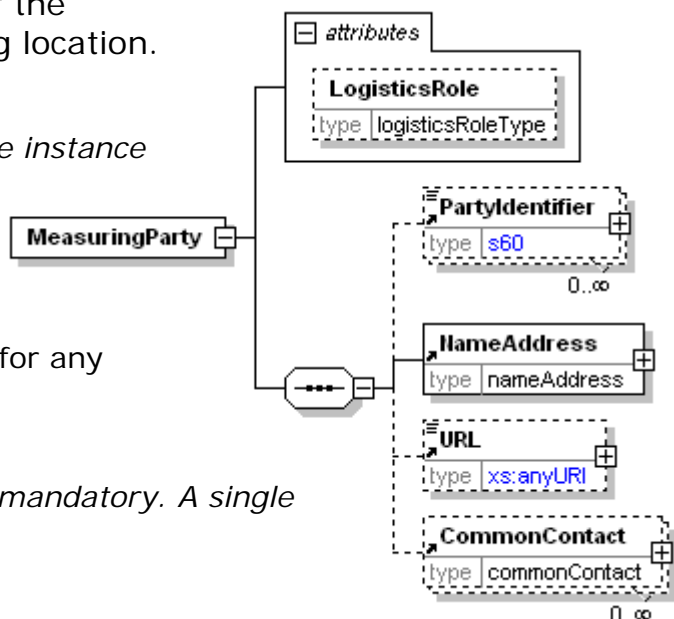 the
g location.
e instance
for any
mandatory. A single
attributes
LogisticsRole
type logisticsRoleType
MeasuringParty
PartyIdentifier
type s60
0..∞
NameAddress
type nameAddress
URL
type xs:anyURI
CommonContact
type commonContact
0..∞